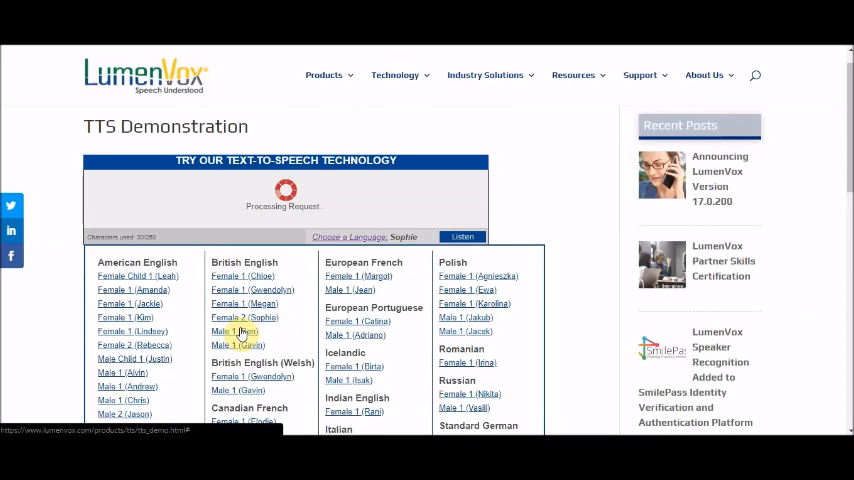 LumenVox
Speech Understood
Products
Technology
Industry Solutions
Resources
Support
About Us
TTS Demonstration
Recent Posts
TRY OUR TEXT-TO-SPEECH TECHNOLOGY
Processing Request..
Characters used: 30/250
Choose a Language, Sophie
Listen
American English
Female Child 1 (Leah)
Female 1 (Amanda)
Female 1 (Jackie)
Female 1 (Kim)
Female 1 (Lindsey)
Female 2 (Rebecca)
Male Child 1 (Justin)
Male 1 (Alvin)
Male 1 (Andrew)
Male 1 (Chris)
Male 2 (Jason)
British English
Female 1 (Chloe)
Female 1 (Gwendolyn)
Female 1 (Megan)
Female 2 (Sophie)
Male 1
Male 1 (Gavin)
British English (Welsh)
Female 1 (Gwendolyn)
Male 1 (Gavin)
Canadian French
Female 1 (Elodie)
European French
Female 1 (Margot)
Male 1 (Jean)
European Portuguese
Female 1 (Catina)
Male 1 (Adriano)
Icelandic
Female 1 (Birta)
Male 1 (Isak)
Indian English
Female 1 (Rani)
Italian
Polish
Female 1 (Agnieszka)
Female 1 (Ewa)
Female 1 (Karolina)
Male 1 (Jakub)
Male 1 (Jacek)
Romanian
Female 1 (Irina)
Russian
Female 1 (Nikita)
Male 1 (Vasili)
Standard German
Announcing
LumenVox
Version
17.0.200
LumenVox
Partner Skills
Certification
SmilePass
LumenVox
Speaker
Recognition
Added to
SmilePass Identity
Verification and
Authentication Platform
https://www.lumenvox.com/products/tts/tts_demo.html#